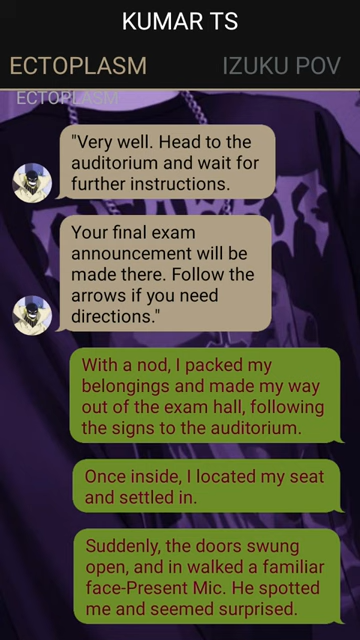 KUMAR TS
ECTOPLASM
IZUKU POV
ECTOPLASM
"Very well. Head to the
auditorium and wait for
further instructions.
Your final exam
announcement will be
made there. Follow the
arrows if you need
directions."
With a nod, I packed my
belongings and made my way
out of the exam hall, following
the signs to the auditorium.
Once inside, I located my seat
and settled in.
Suddenly, the doors swung
open, and in walked a familiar
face-Present Mic. He spotted
me and seemed surprised.